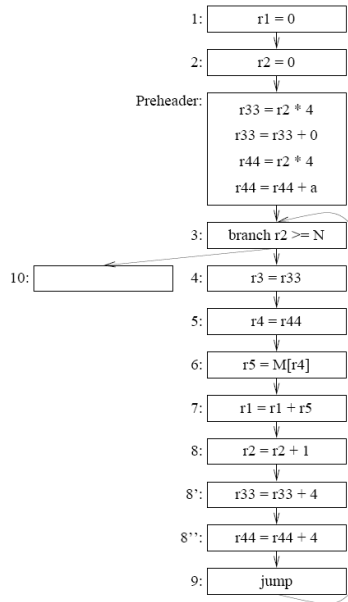 1: r1 = 0
2: r2 = 0
Preheader:
r33 = r2 * 4
r33 = r33 + 0
r44 = r2 * 4
r44 = r44 + a
3: branch r2 >= N
10:
4: r3 = r33
5: r4 = r44
6: r5 = M[r4]
7: r1 = r1 + r5
8: r2 = r2 + 1
8’: r33 = r33 + 4
8’’: r44 = r44 + 4
9: jump